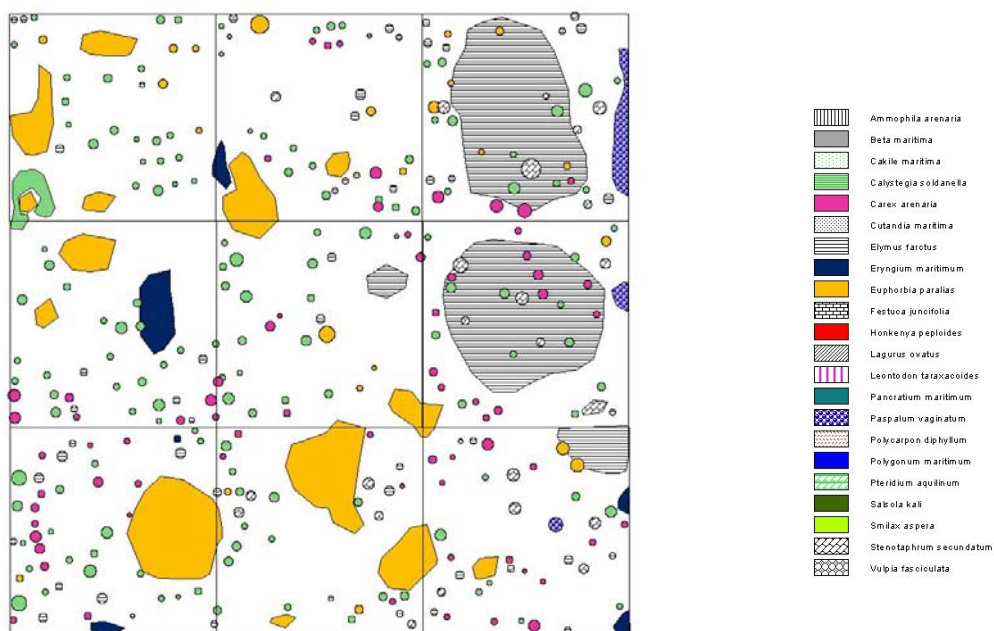 Ammophila arenaria
Beta maritima
Cakile maritima
Calystegia soldanella
Carex arenaria
Cutandia maritima
Elymus farctus
Eryngium maritimum
Euphorbia paralias
Festuca juncifolia
Honkenya peploides
Lagurus ovatus
Leontodon taraxacoides
Pancratium maritimum
Paspalum vaginatum
Polycarpon diphyllum
Polygonum maritimum
Pteridium aquilinum
Salsola kali
Smilax aspera
Stenotaphrum secundatum
Vulpia fasciculata